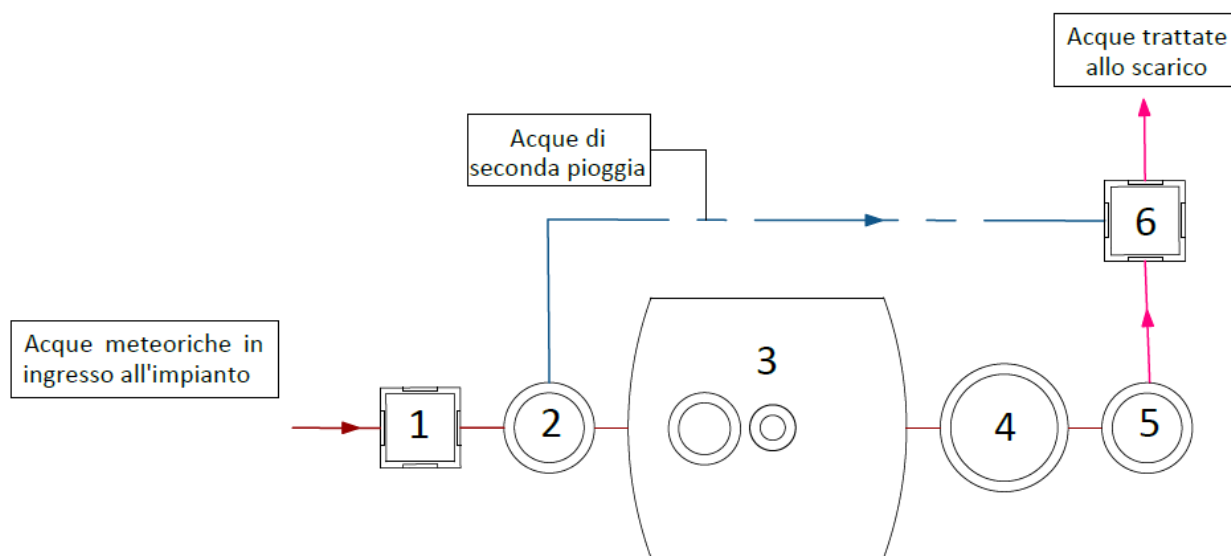 Acque trattate
allo scarico
Acque di
seconda pioggia
6
Acque meteoriche in
ingresso all'impianto
3
1
2
4
5